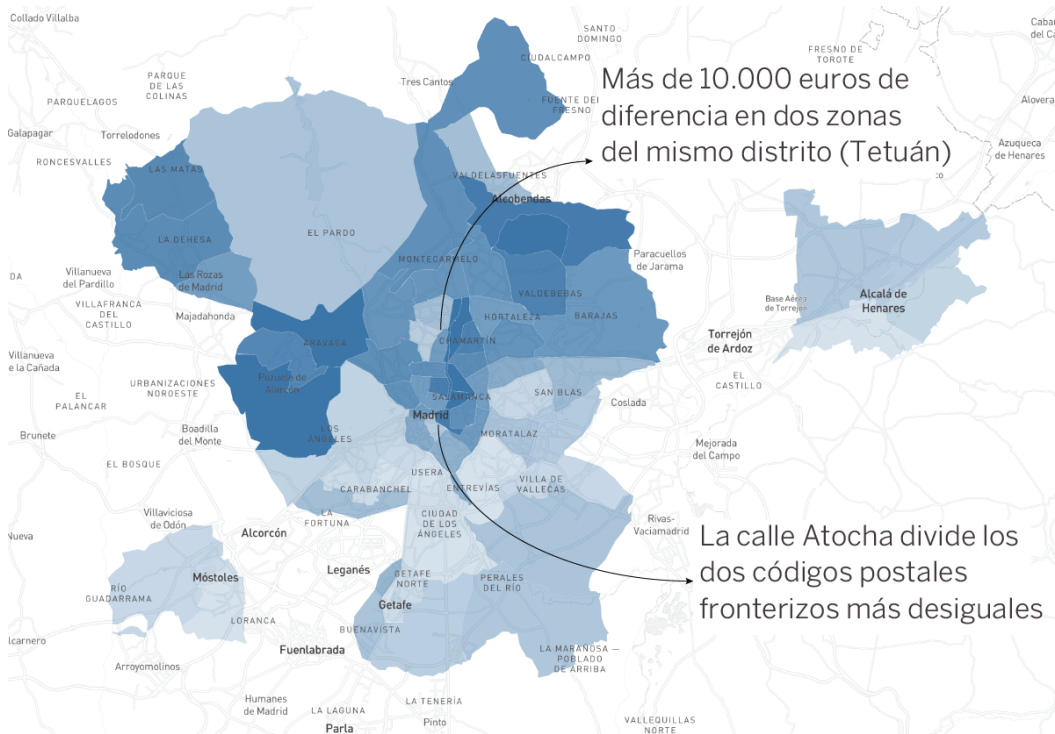 Collado Villalba
SANTO
DOMINGO
CIUDALCAMPO
FRESNO DE
TOROTE
PARQUE
DE LAS
COLINAS
Tres Cantos
Más de 10.000 euros de
diferencia en dos zonas
del mismo distrito (Tetuán)
PARQUELAGOS
FUENTE DEL
FRESNO
Galapagar
Torrelodones
Azuqueca
de Henares
RONCESVALLES
LAS MATAS
VALDELASFUENTES
Alcobendas
EL PARDO
LA DEHESA
MONTECARMELO
Paracuellos
de Jarama
Villanueva
del Pardillo
Las Rozas
de Madrid
VALDEBEBAS
VILLAFRANCA
DEL
CASTILLO
Majadahonda
HORTALEZA
BARAJAS
Base Aérea
de Torrejón
Alcalá de
Henares
ARAVACA
CHAMARTÍN
Torrejón
de Ardoz
Villanueva
de la Cañada
URBANIZACIONES
NOROESTE
Pozuelo de
Alarcón
EL
CASTILLO
EL
PALANCAR
SALAMANCA
SAN BLAS
Coslada
Madrid
Brunete
Boadilla
del Monte
LOS
ÁNGELES
MORATALAZ
Mejorada
del Campo
EL BOSQUE
USERA
CARABANCHEL
ENTREVÍAS
VILLA DE
VALLECAS
Villaviciosa
de Odón
LA
FORTUNA
CIUDAD
DE LOS
ÁNGELES
Rivas-
Vaciamadrid
Alcorcón
La calle Atocha divide los
dos códigos postales
fronterizos más desiguales
Móstoles
Leganés
GETAFE
NORTE
PERALES
DEL RÍO
RÍO
GUADARRAMA
Getafe
LORANCA
BUENAVISTA
Fuenlabrada
LA MARAÑOSA —
POBLADO
DE ARRIBA
Arroyomolinos
Humanes
de Madrid
LA LAGUNA
LA TENERÍA
Pinto
Parla
VALLEQUILLAS
NORTE